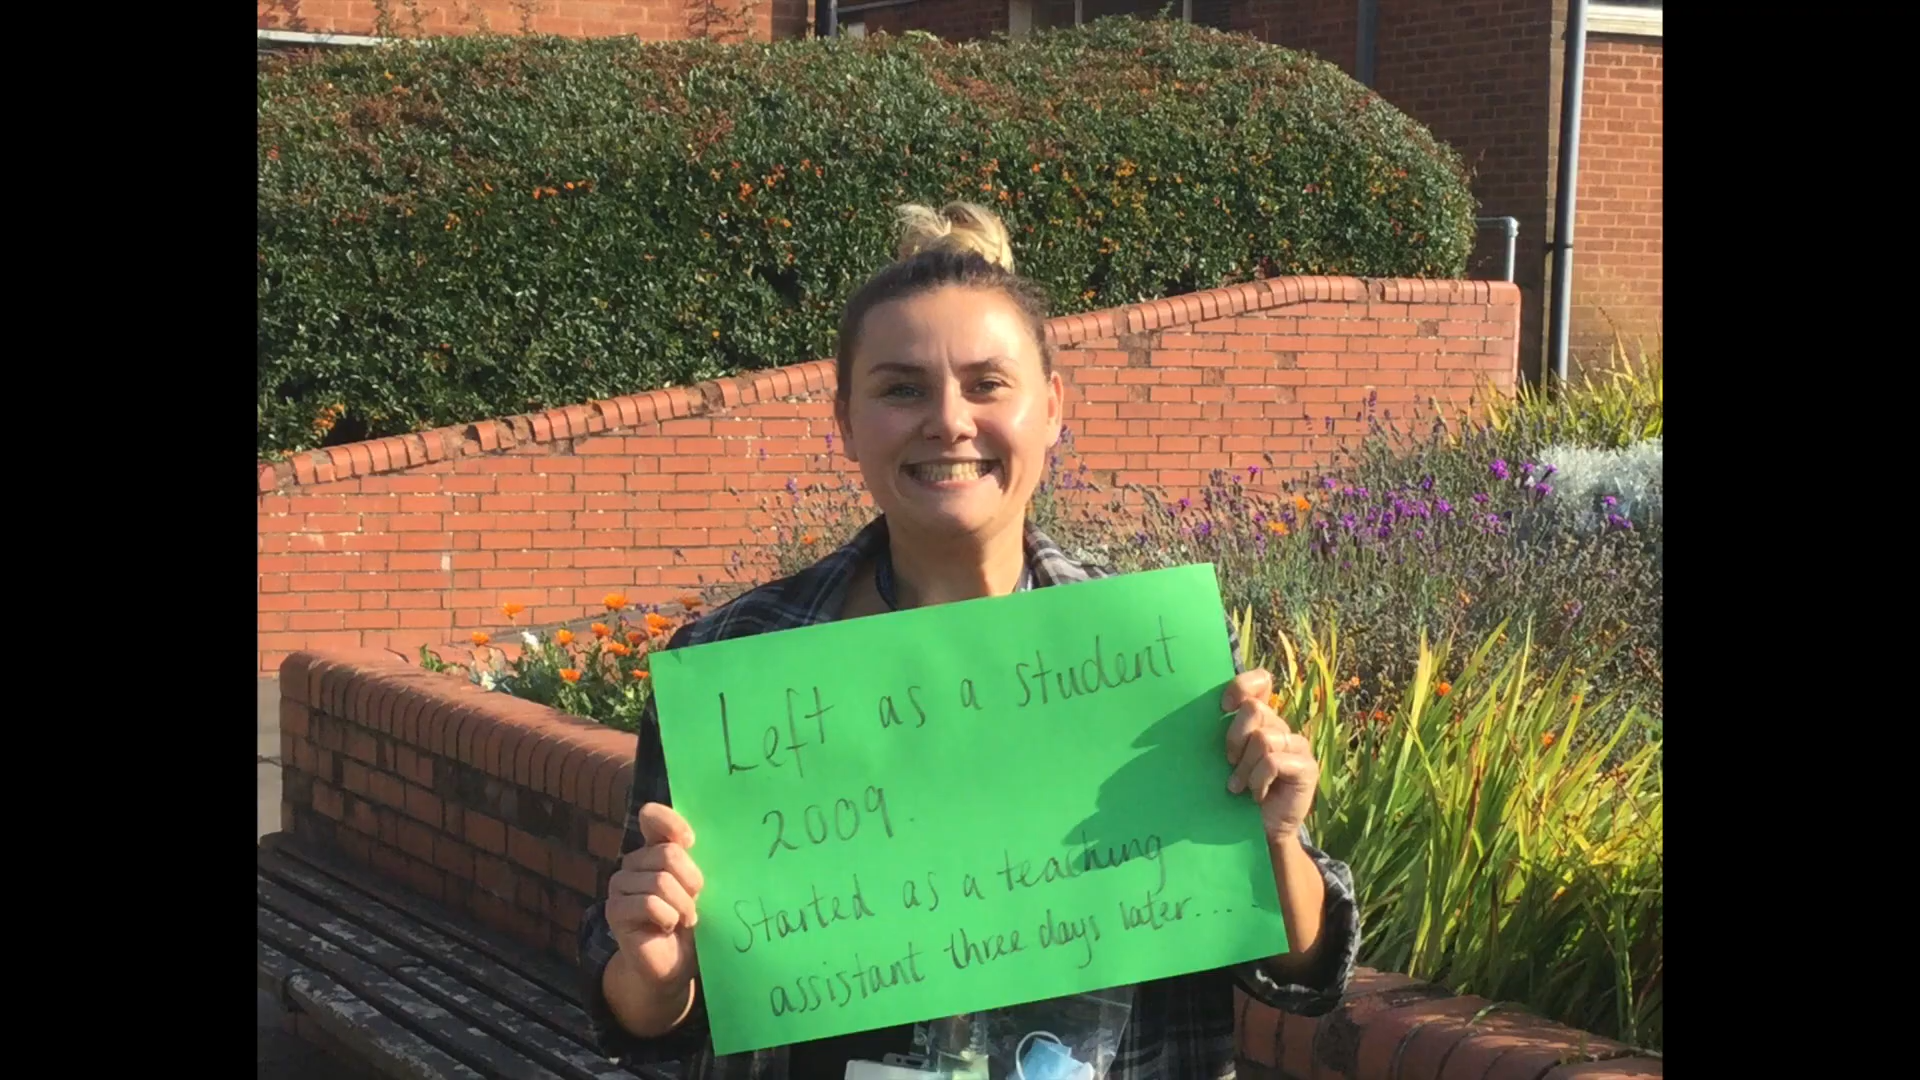 Left as a student
2009.
Started as a teaching
assistant three days later....